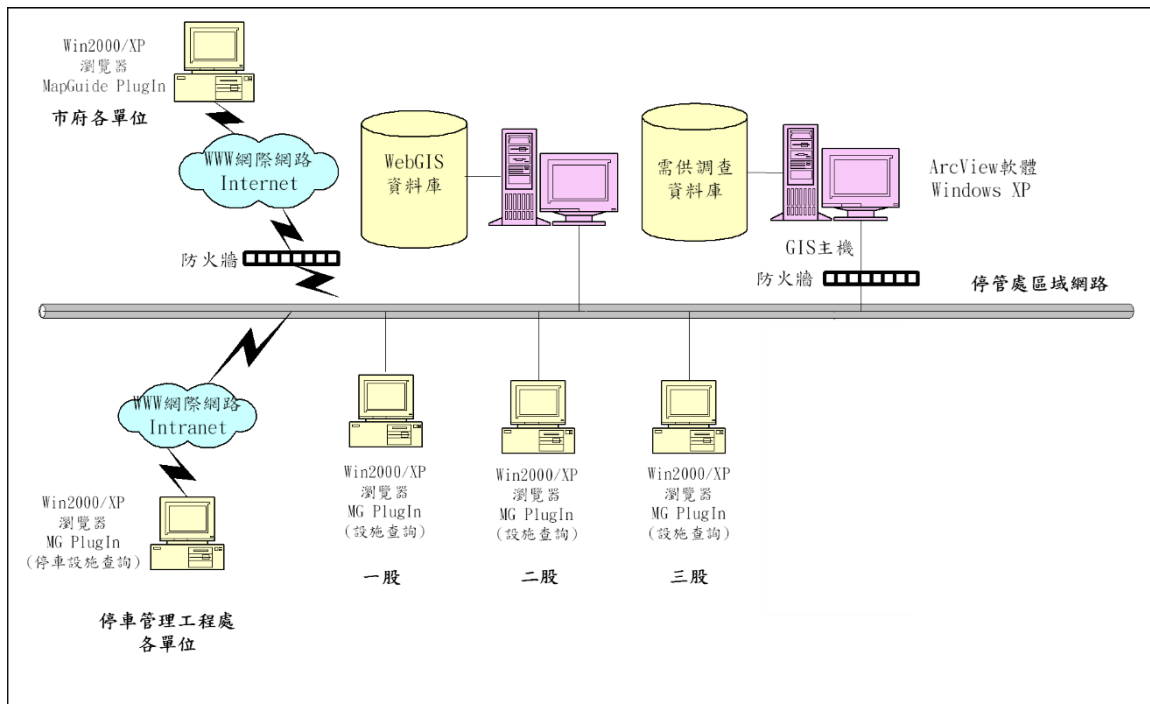 Win2000/XP
瀏覽器
MapGuide PlugIn
市府各單位
WWW網際網路
Internet
防火牆
WebGIS
資料庫
需供調查
資料庫
ArcView軟體
Windows XP
GIS主機
防火牆
停管處區域網路
WWW網際網路
Intranet
Win2000/XP
瀏覽器
MG PlugIn
(停車設施查詢)
停車管理工程處
各單位
Win2000/XP
瀏覽器
MG PlugIn
(設施查詢)
一股
Win2000/XP
瀏覽器
MG PlugIn
(設施查詢)
二股
Win2000/XP
瀏覽器
MG PlugIn
(設施查詢)
三股